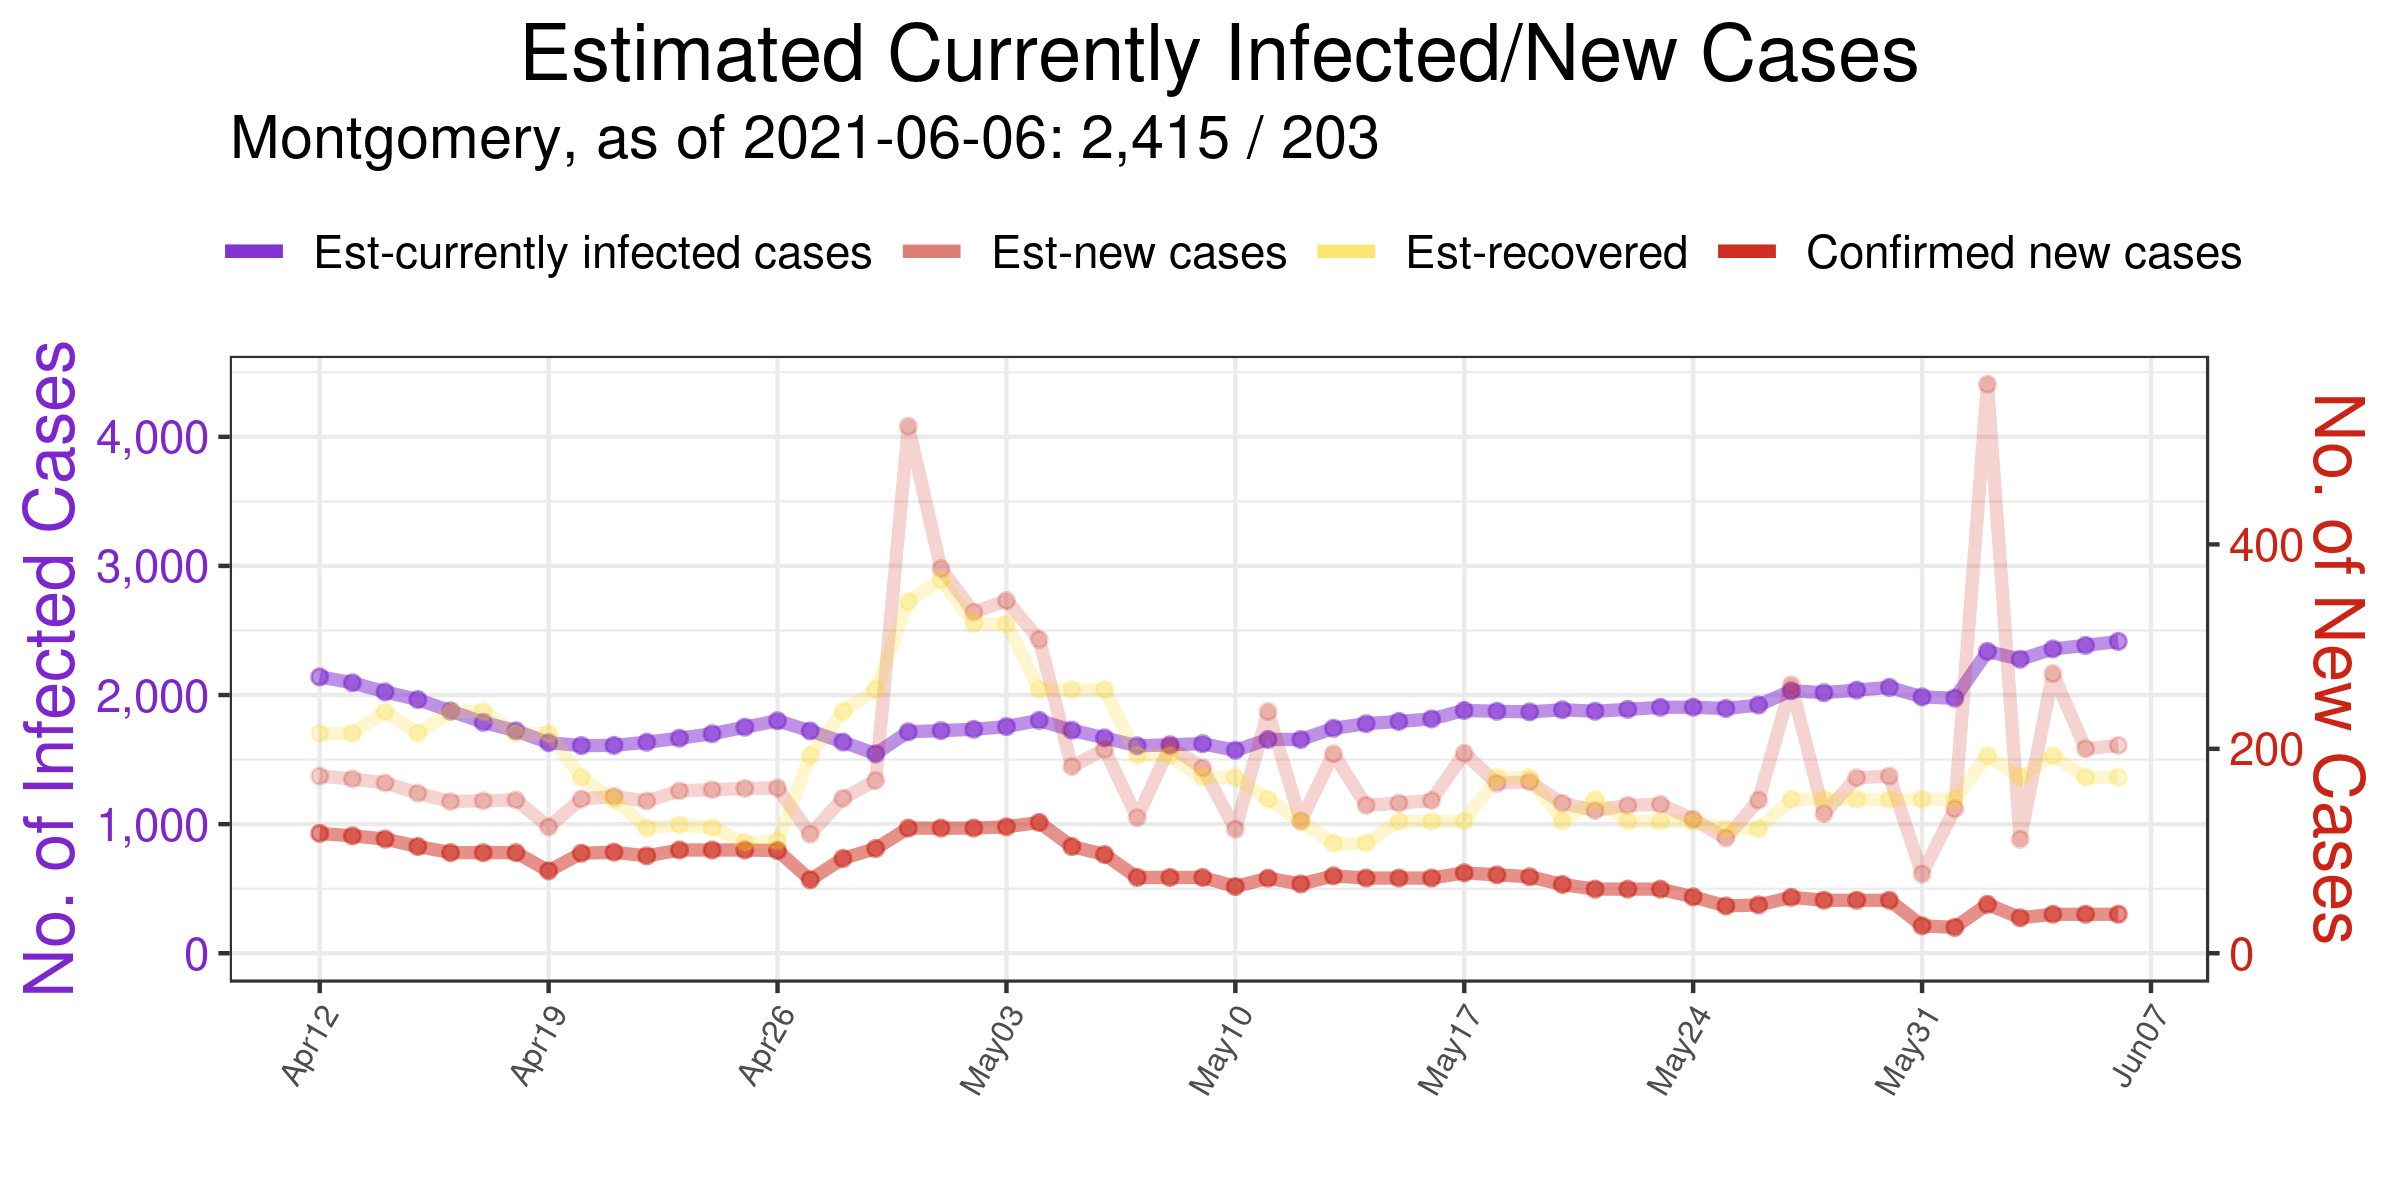 Estimated Currently Infected/New Cases
Montgomery, as of 2021-06-06: 2,415 / 203
Est-currently infected cases Est-new cases Est-recovered Confirmed new cases
No. of Infected Cases
4,000
3,000
2,000
1,000
0
400
200
0
No. of New Cases
Apr12 Apr19 Apr26 May03 May10 May17 May24 May31 Jun07